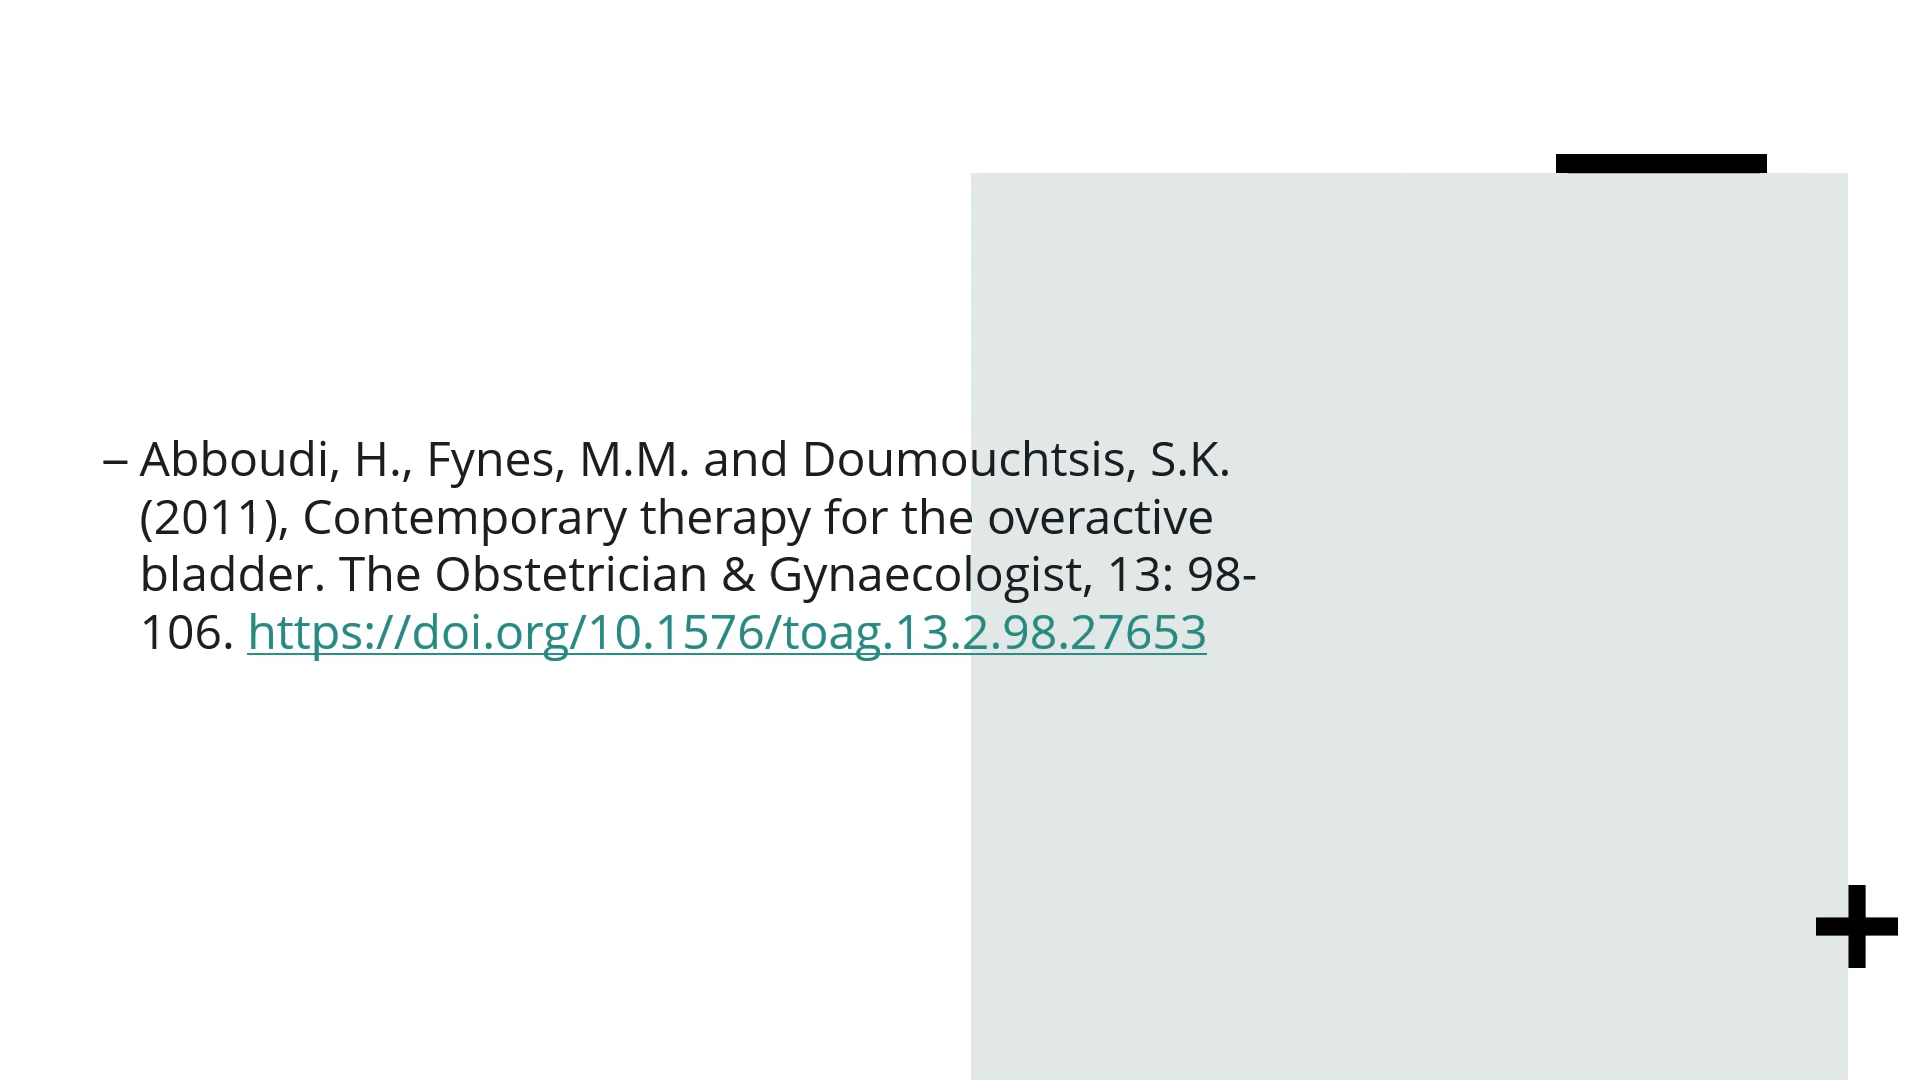 – Abboudi, H., Fynes, M.M. and Doumouchtsis, S.K.
(2011), Contemporary therapy for the overactive
bladder. The Obstetrician & Gynaecologist, 13: 98-
106. https://doi.org/10.1576/toag.13.2.98.27653